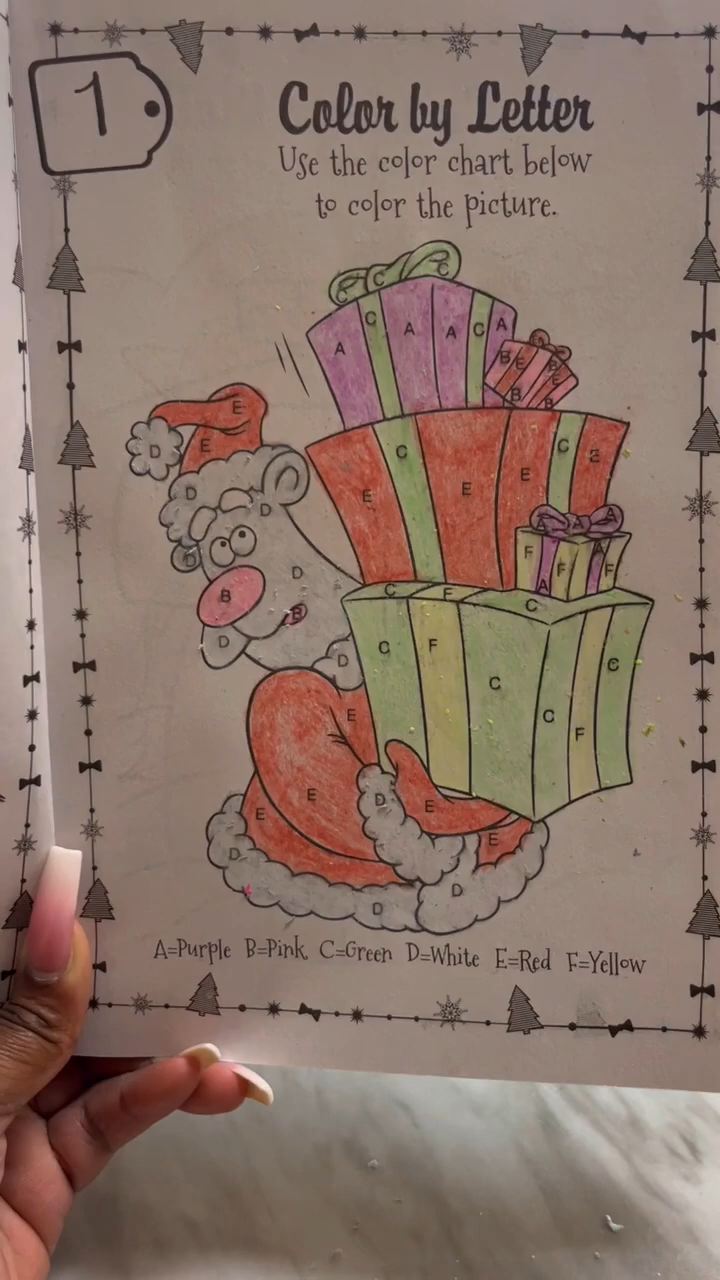 1
Color by Letter
Use the color chart below
to color the picture.
C C C
C A A A C A
A
B E B
E
B B
E
C C E
E D E E E
D
D
A A A
F A
F F
A
D
C F
B C
B
D C F
D C
C
E C
F
D
E E E
E
D
D D
A=Purple B=Pink C=Green D=White E=Red F=Yellow